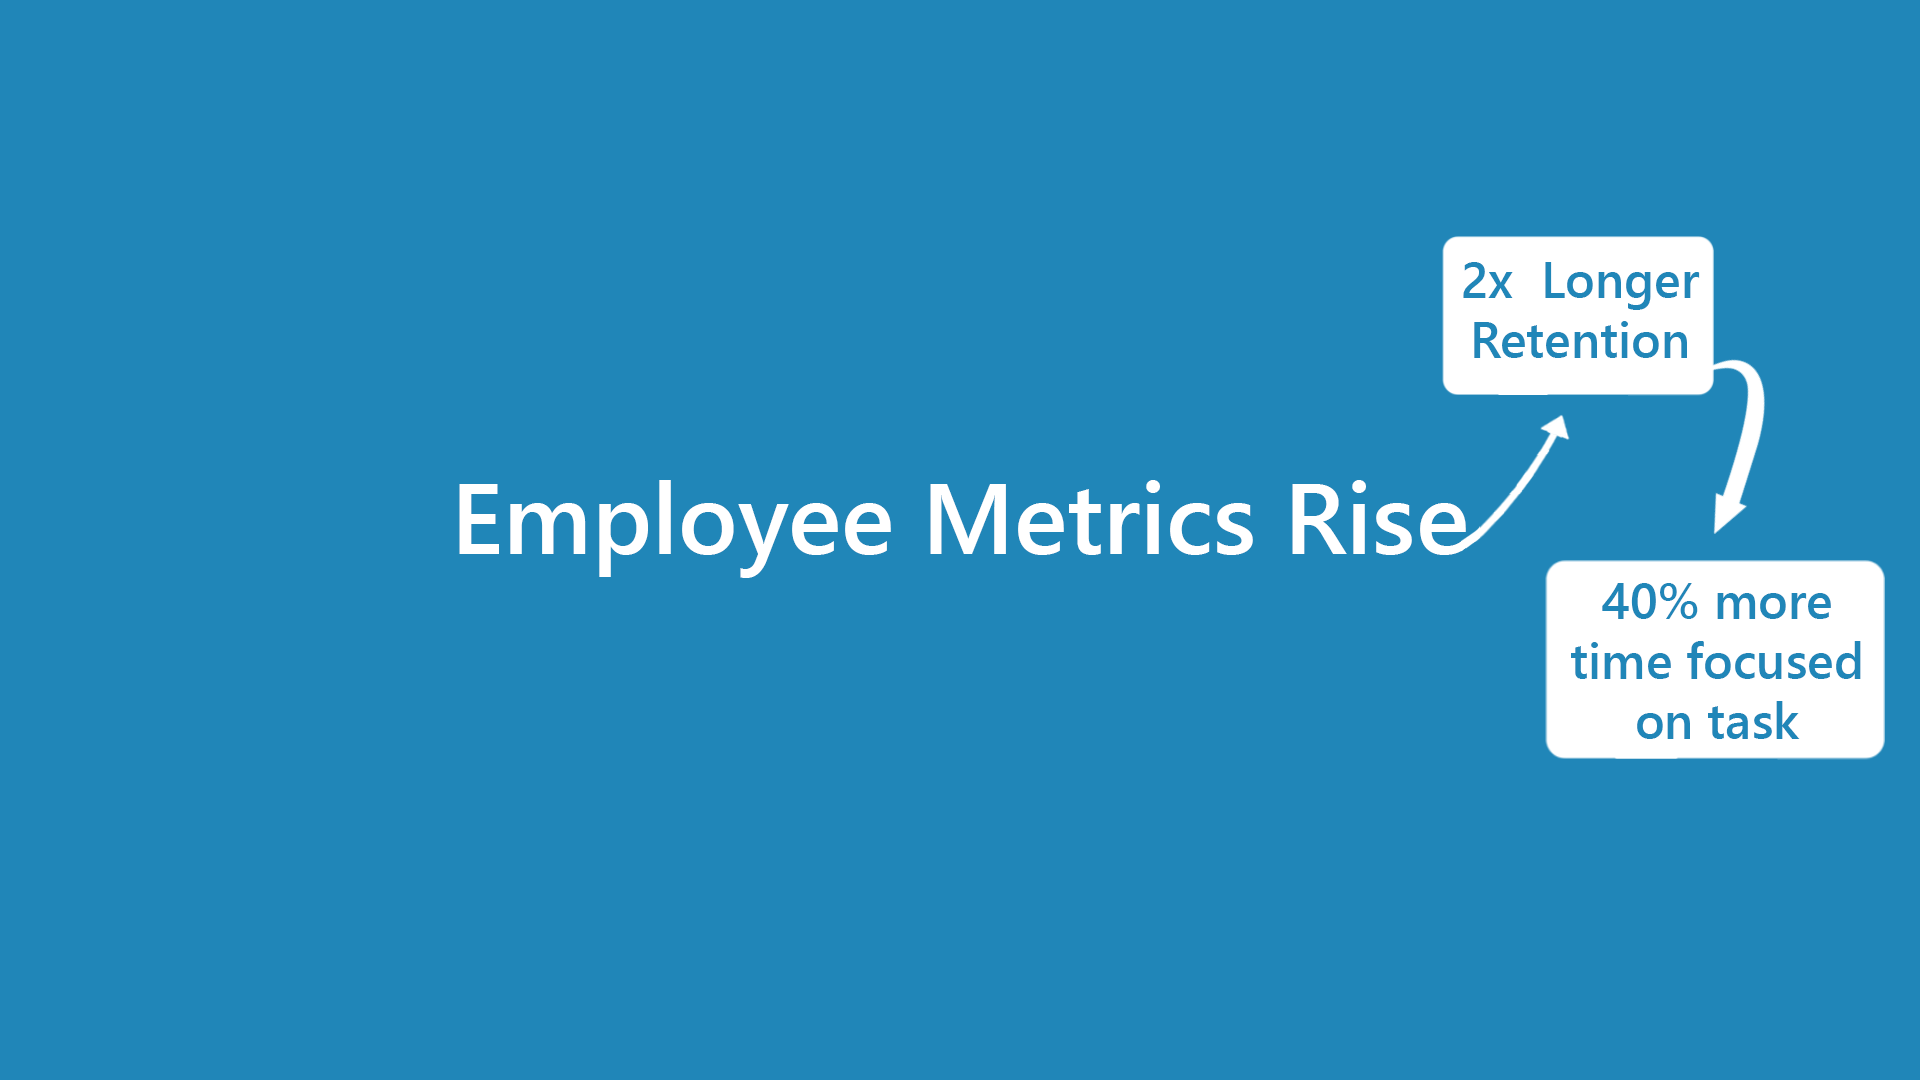 Employee Metrics Rise
2x  Longer
Retention
40% more
time focused
on task